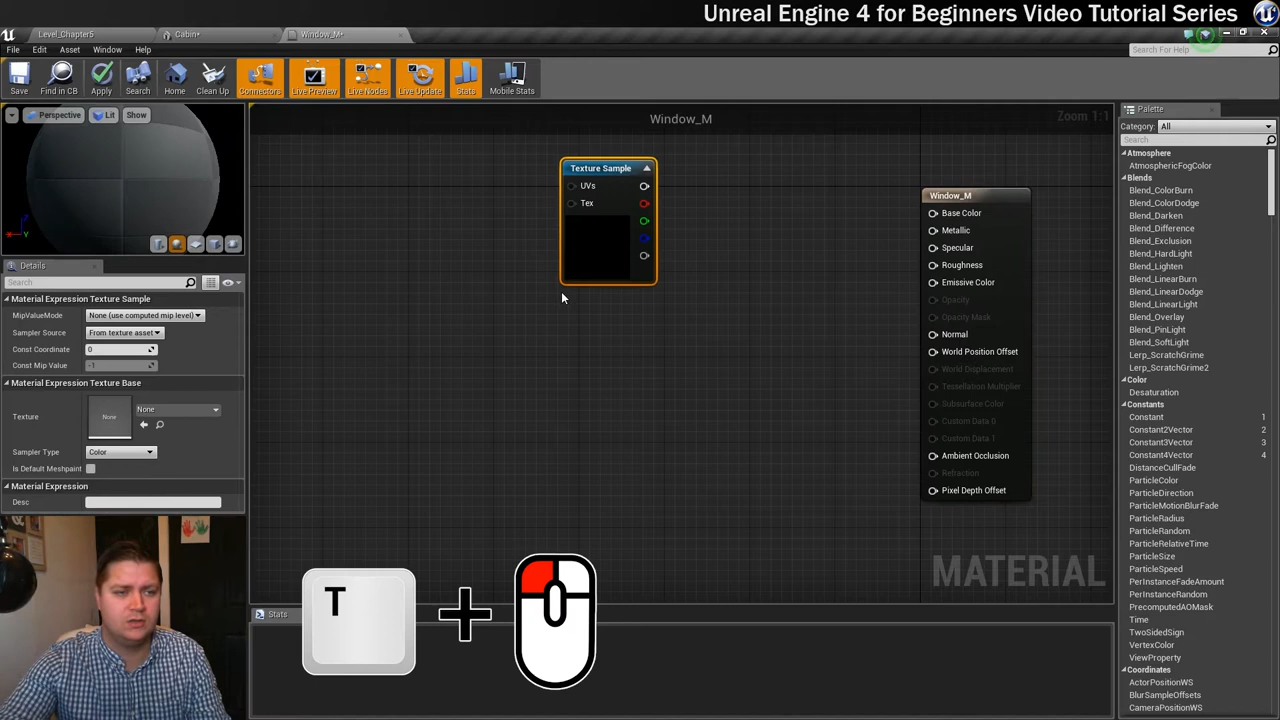 Unreal Engine 4 for Beginners Video Tutorial Series
Level_Chapter5
Cabin*
Window_M*
File
Edit
Asset
Window
Help
Search For Help
Save
Find in CB
Apply
Search
Home
Clean Up
Connectors
Live Preview
Live Nodes
Live Update
Stats
Mobile Stats
Perspective
Lit
Show
Details
Search
Material Expression Texture Sample
MipValueMode
None (use computed mip level)
Sampler Source
From texture asset
Const Coordinate
0
Const Mip Value
-1
Material Expression Texture Base
Texture
None
None
Sampler Type
Color
Is Default Meshpaint
Material Expression
Desc
Window_M
Zoom 1:1
Texture Sample
UVs
Tex
Window_M
Base Color
Metallic
Specular
Roughness
Emissive Color
Opacity
Opacity Mask
Normal
World Position Offset
World Displacement
Tessellation Multiplier
Subsurface Color
Custom Data 0
Custom Data 1
Ambient Occlusion
Refraction
Pixel Depth Offset
MATERIAL
Stats
T
Palette
Category: All
Search
Atmosphere
AtmosphericFogColor
Blends
Blend_ColorBurn
Blend_ColorDodge
Blend_Darken
Blend_Difference
Blend_Exclusion
Blend_HardLight
Blend_Lighten
Blend_LinearBurn
Blend_LinearDodge
Blend_LinearLight
Blend_Overlay
Blend_PinLight
Blend_SoftLight
Lerp_ScratchGrime
Lerp_ScratchGrime2
Color
Desaturation
Constants
Constant 1
Constant2Vector 2
Constant3Vector 3
Constant4Vector 4
DistanceCullFade
ParticleColor
ParticleDirection
ParticleMotionBlurFade
ParticleRadius
ParticleRandom
ParticleRelativeTime
ParticleSize
ParticleSpeed
PerInstanceFadeAmount
PerInstanceRandom
PrecomputedAOMask
Time
TwoSidedSign
VertexColor
ViewProperty
Coordinates
ActorPositionWS
BlurSampleOffsets
CameraPositionWS